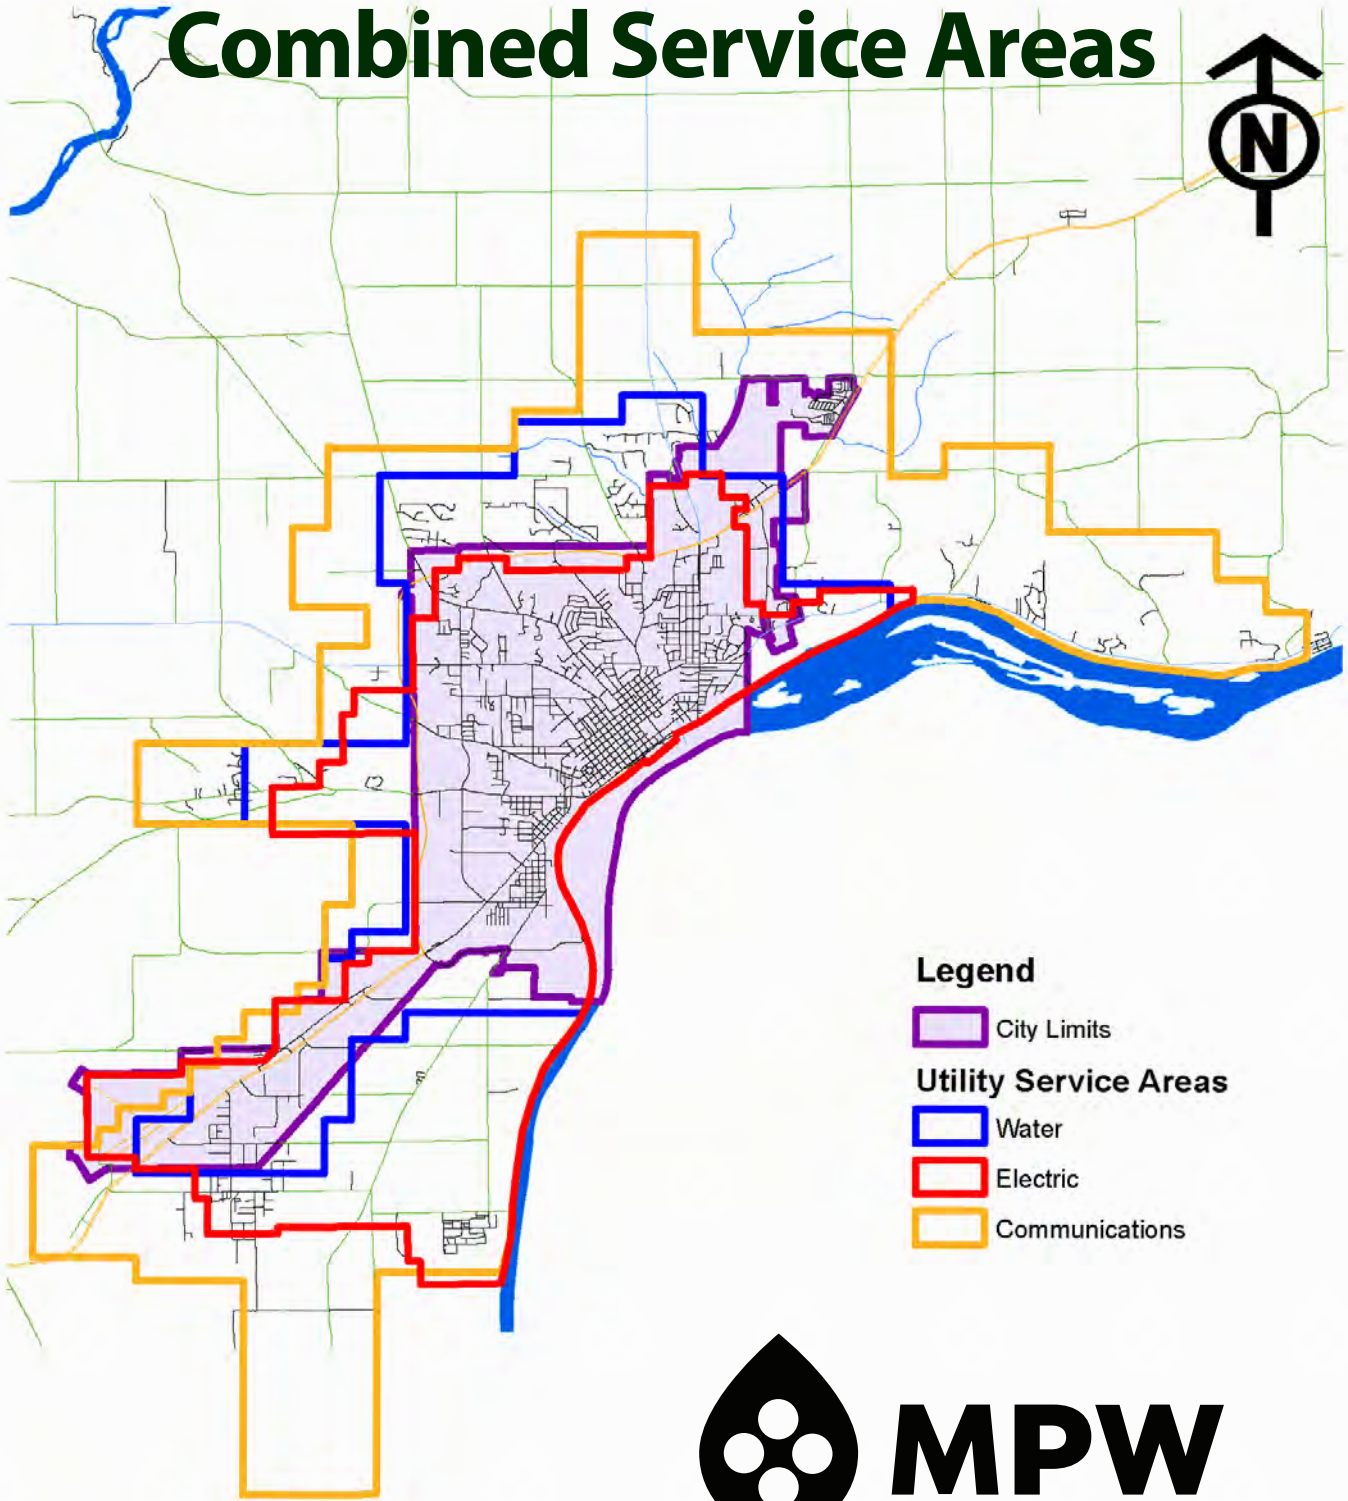 Combined Service Areas
N
Legend
City Limits
Utility Service Areas
Water
Electric
Communications
MPW